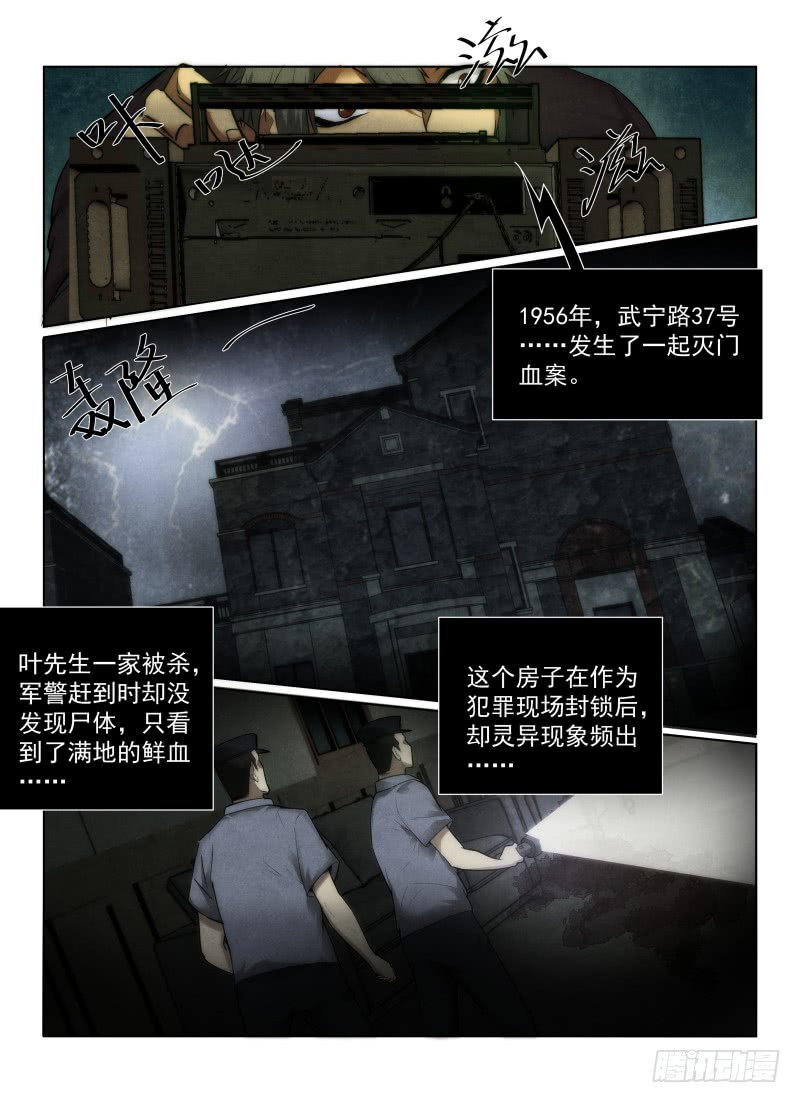 滋
咔
哒
滋
1956年，武宁路37号
……发生了一起灭门
血案。
轰隆
叶先生一家被杀，
军警赶到时却没
发现尸体，只看
到了满地的鲜血
……
这个房子在作为
犯罪现场封锁后，
却灵异现象频出
……
腾讯动漫